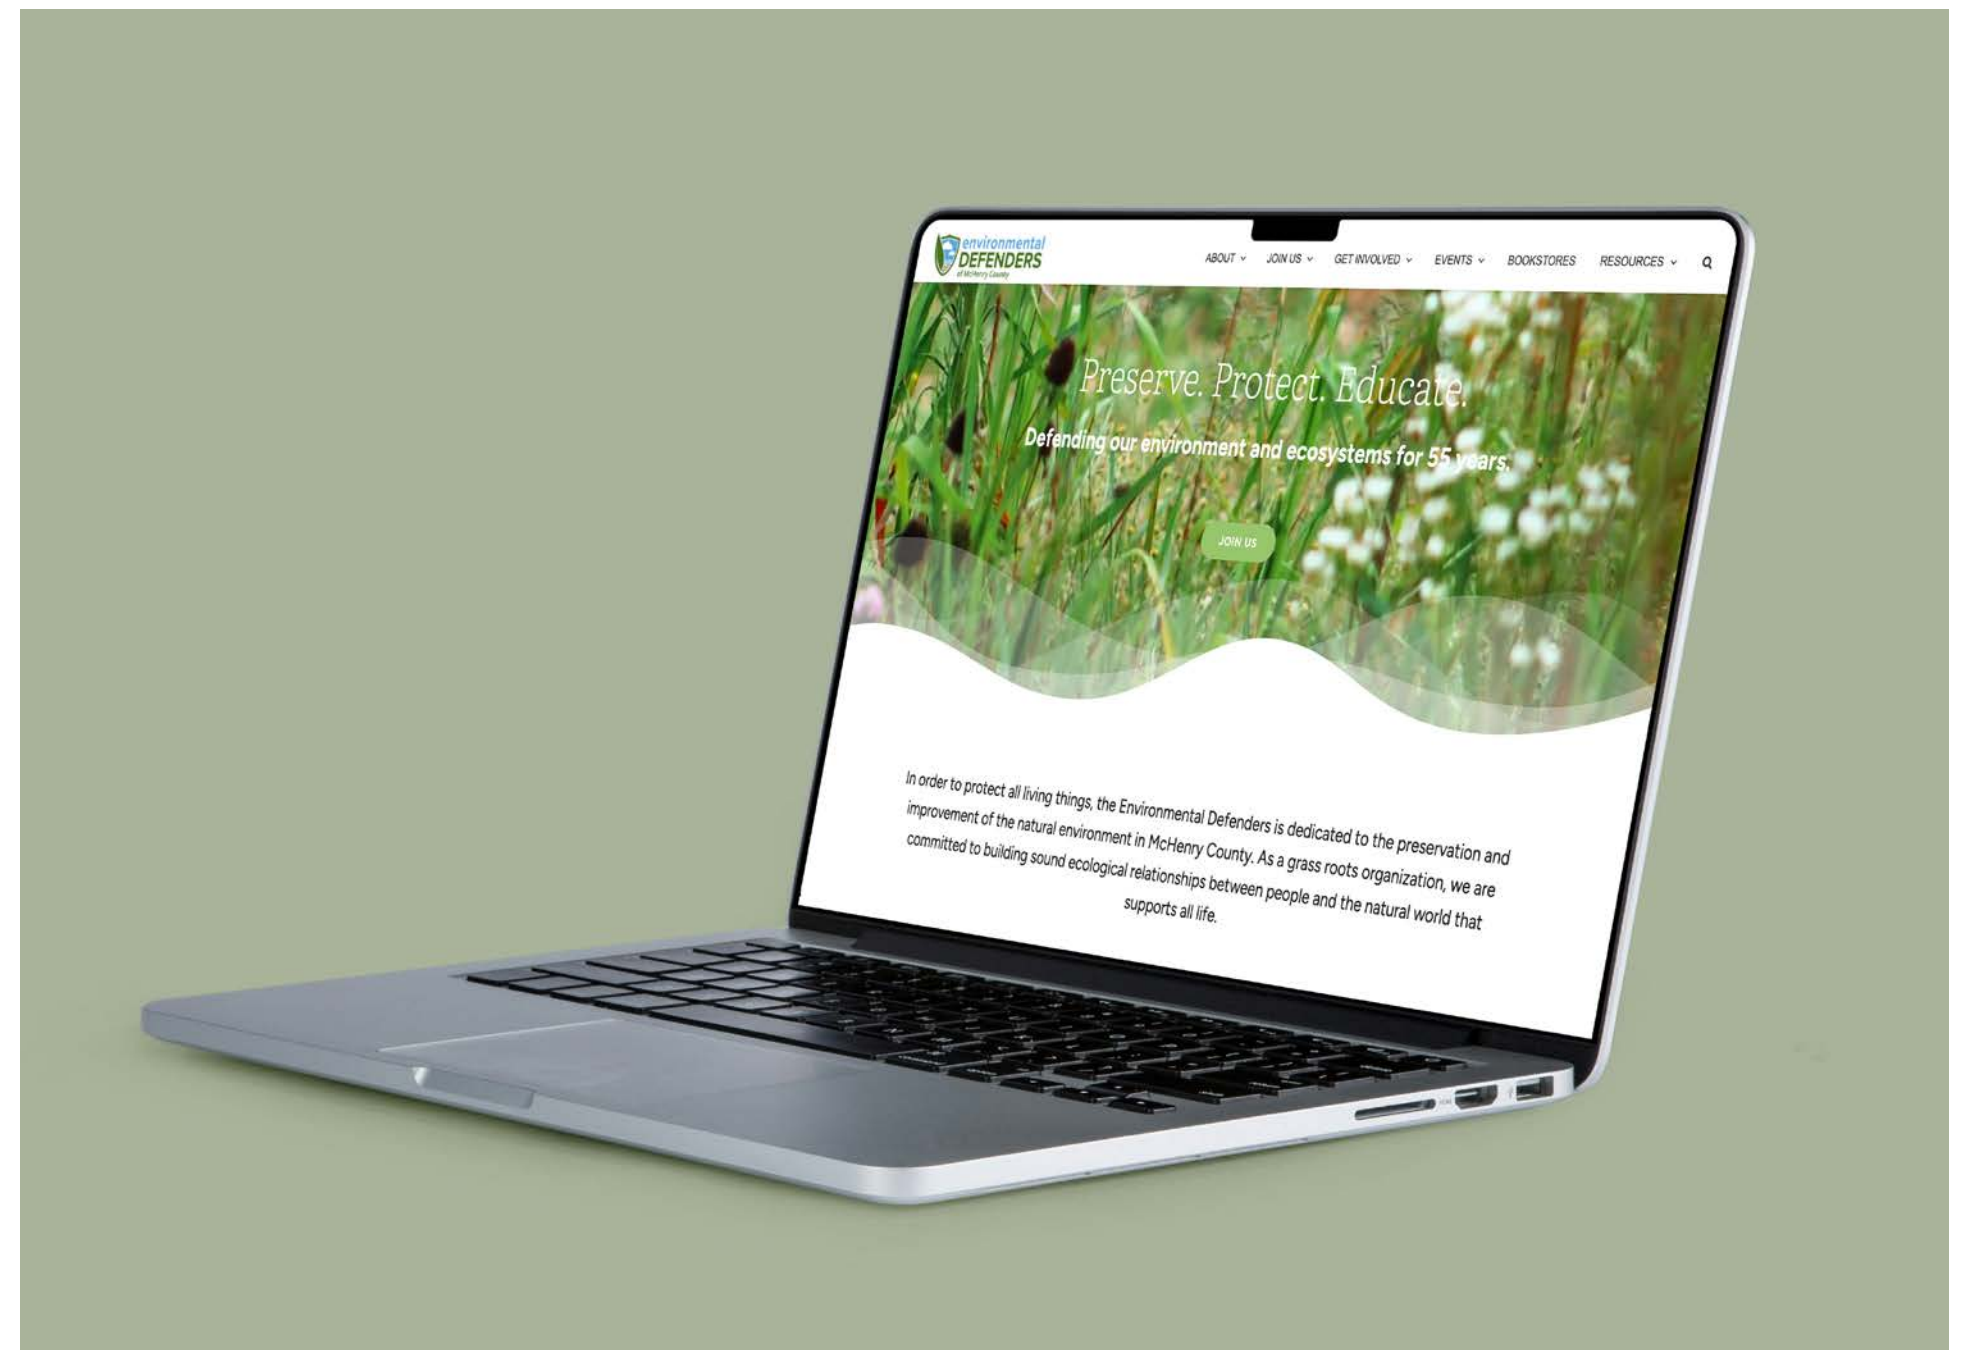 environmental
DEFENDERS
of McHenry County
ABOUT
JOIN US
GET INVOLVED
EVENTS
BOOKSTORES
RESOURCES
Preserve. Protect. Educate.
Defending our environment and ecosystems for 55 years.
JOIN US
In order to protect all living things, the Environmental Defenders is dedicated to the preservation and
improvement of the natural environment in McHenry County. As a grass roots organization, we are
committed to building sound ecological relationships between people and the natural world that
supports all life.